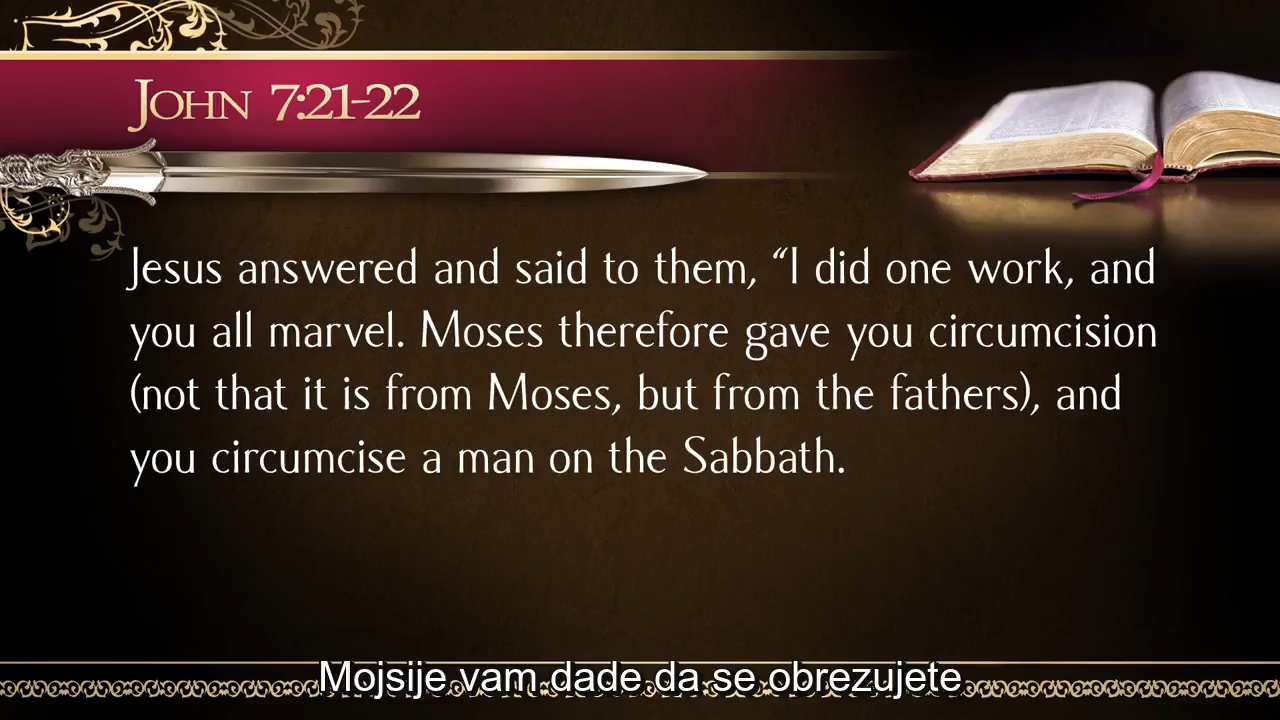 John 7:21-22
Jesus answered and said to them, “I did one work, and
you all marvel. Moses therefore gave you circumcision
(not that it is from Moses, but from the fathers), and
you circumcise a man on the Sabbath.
Mojsije vam dade da se obrezujete